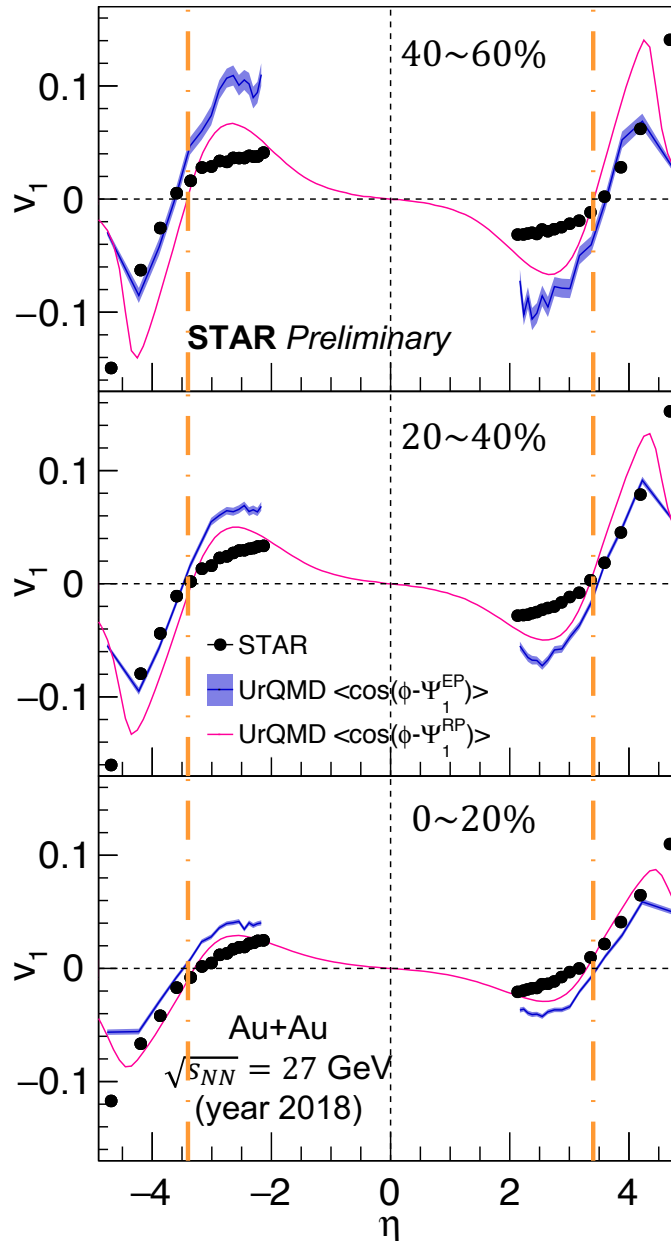 40~60%
0.1
0
−0.1
v₁
STAR Preliminary
20~40%
0.1
0
−0.1
v₁
STAR
UrQMD <cos(ϕ-Ψ₁ᴱᴾ)>
UrQMD <cos(ϕ-Ψ₁ᴿᴾ)>
0~20%
0.1
0
−0.1
v₁
Au+Au
√sNN = 27 GeV
(year 2018)
−4 −2 0 2 4
η